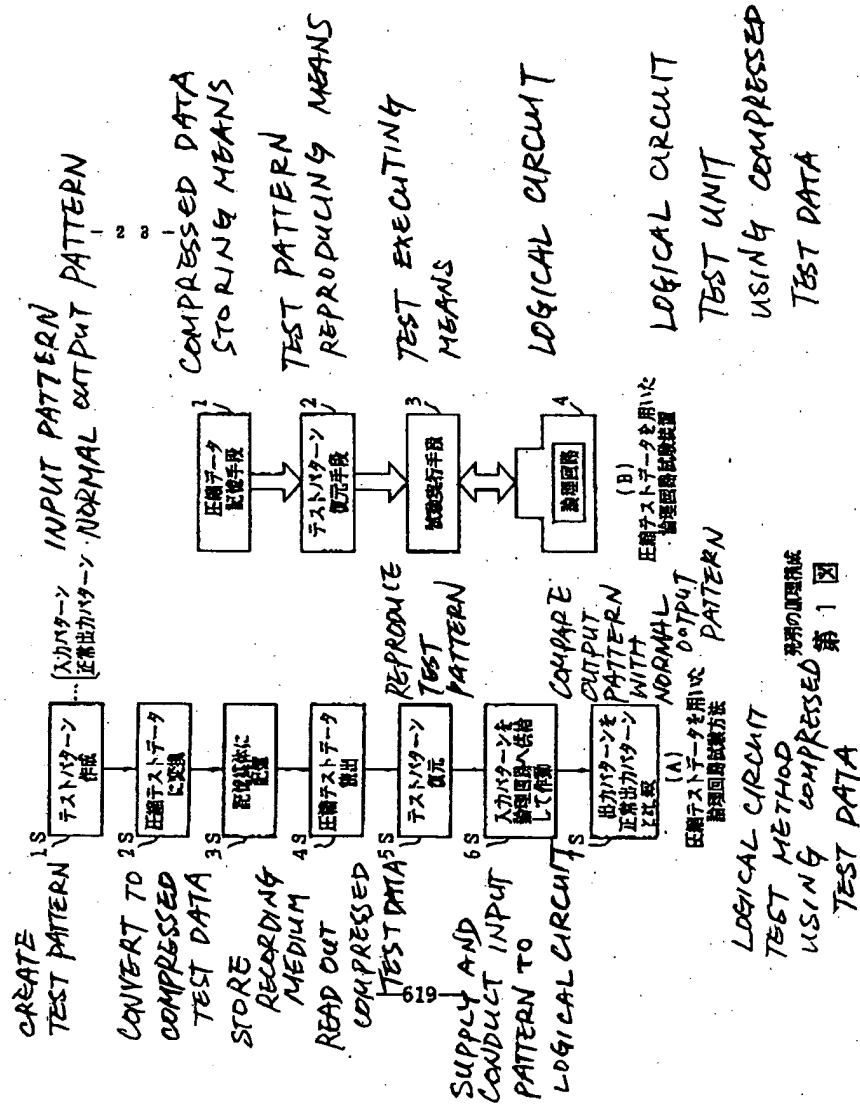 CREATE
TEST PATTERN
1S
テストパターン
作成
…
入力パターン
正常出力パターン
INPUT PATTERN
NORMAL OUTPUT PATTERN
CONVERT TO
COMPRESSED
TEST DATA
2S
圧縮テストデータ
に変換
STORE
RECORDING
MEDIUM
3S
記憶媒体に
記憶
READ OUT
COMPRESSED
TEST DATA
4S
圧縮テストデータ
読出
5S
テストパターン
復元
REPRODUCE
TEST
PATTERN
SUPPLY AND
CONDUCT INPUT
PATTERN TO
LOGICAL CIRCUIT
6S
入力パターンを
論理回路へ供給
して作動
7S
出力パターンを
正常出力パターン
と比較
COMPARE
OUTPUT
PATTERN
WITH
NORMAL
OUTPUT
PATTERN
(A)
圧縮テストデータを用いた
論理回路試験方法
LOGICAL CIRCUIT
TEST METHOD
USING COMPRESSED
TEST DATA
1
圧縮データ
記憶手段
COMPRESSED DATA
STORING MEANS
2
テストパターン
復元手段
TEST PATTERN
REPRODUCING MEANS
3
試験実行手段
TEST EXECUTING
MEANS
4
論理回路
LOGICAL CIRCUIT
(B)
圧縮テストデータを用いた
論理回路試験装置
LOGICAL CIRCUIT
TEST UNIT
USING COMPRESSED
TEST DATA
発明の原理構成
第1図
- 23 -
—619—